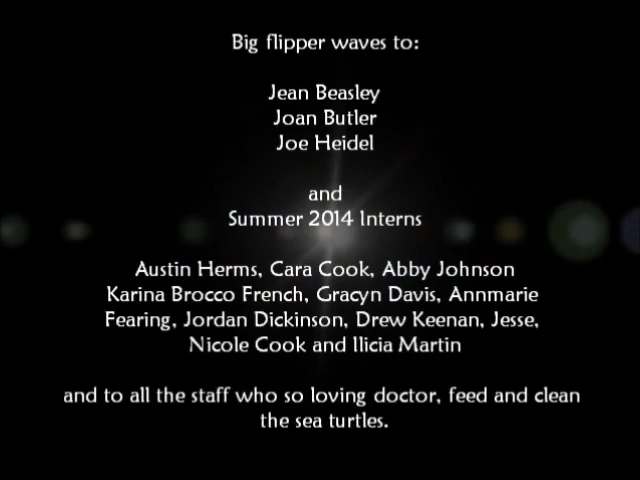 Big flipper waves to:
Jean Beasley
Joan Butler
Joe Heidel
and
Summer 2014 Interns
Austin Herms, Cara Cook, Abby Johnson
Karina Brocco French, Gracyn Davis, Annmarie
Fearing, Jordan Dickinson, Drew Keenan, Jesse,
Nicole Cook and Ilicia Martin
and to all the staff who so loving doctor, feed and clean
the sea turtles.